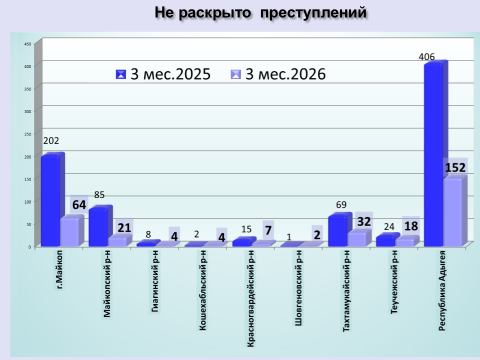 Не раскрыто преступлений
3 мес.2025 3 мес.2026
450
400
350
300
250
200
150
100
50
0
202 64
85 21
8 4
2 4
15 7
1 2
69 32
24 18
406 152
г.Майкоп
Майкопский р-н
Гиагинский р-н
Кошехабльский р-н
Красногвардейский р-н
Шовгеновский р-н
Тахтамукайский р-н
Теучежский р-н
Республика Адыгея